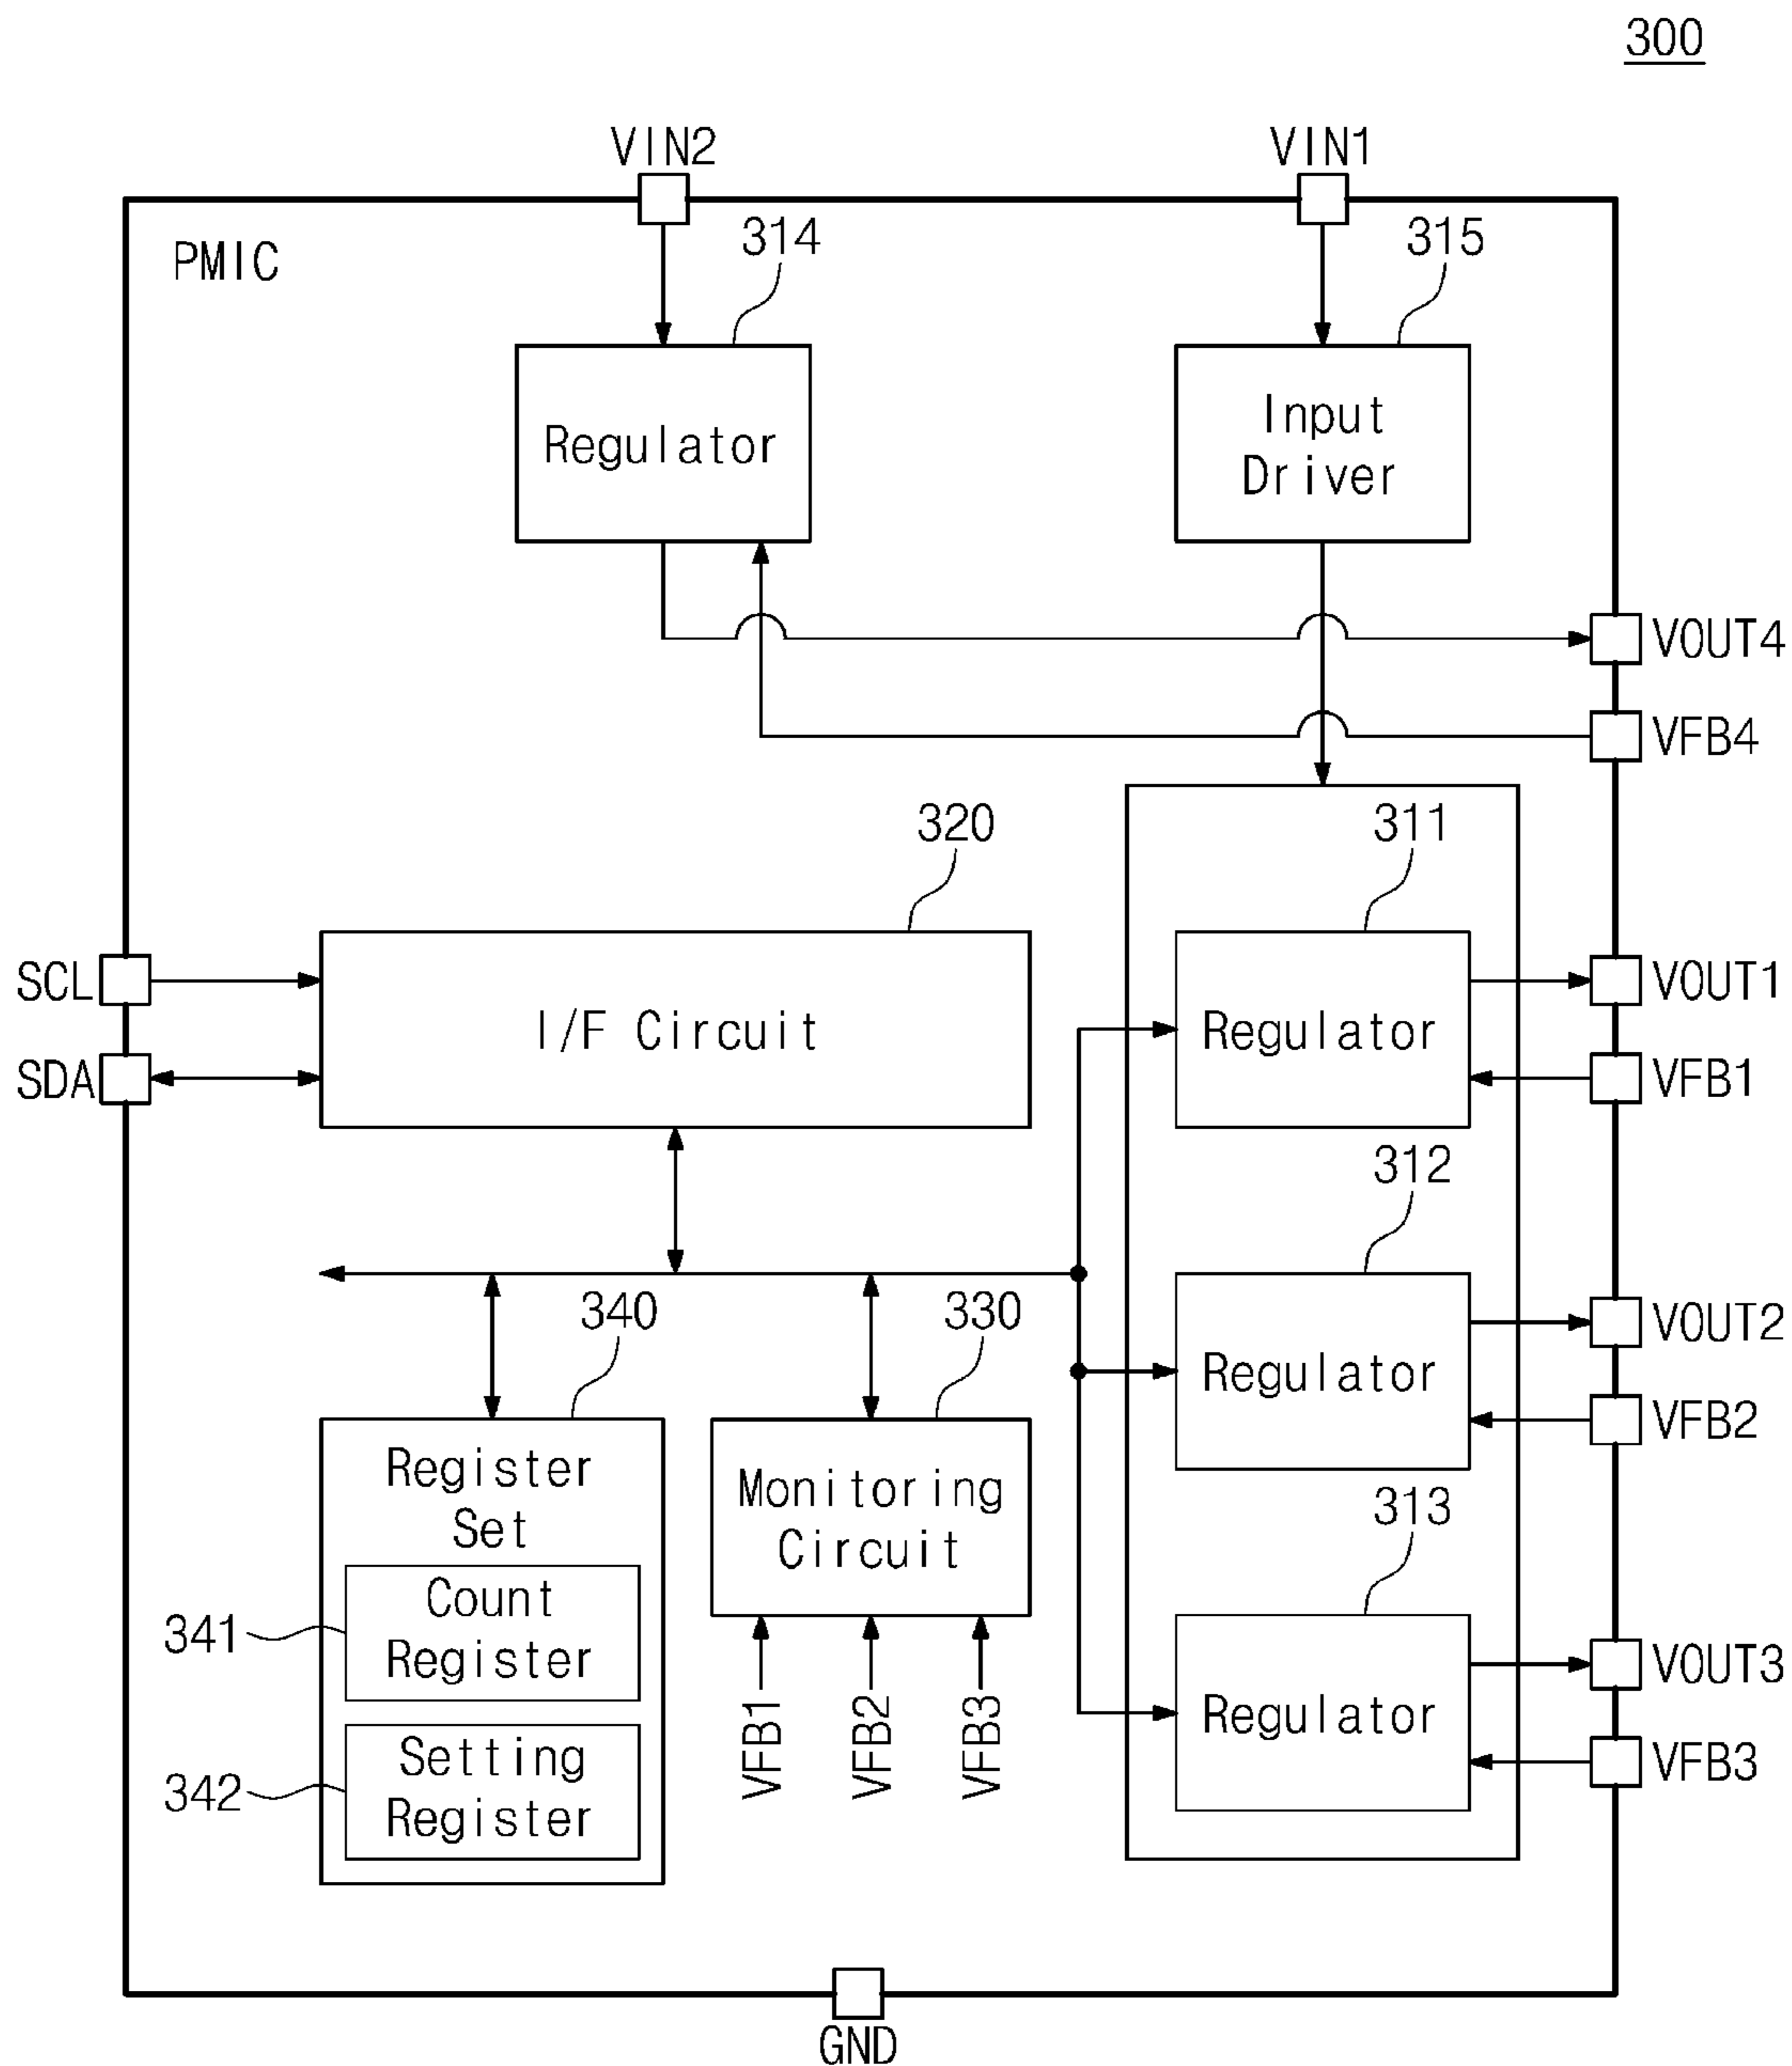 300
VIN2
VIN1
PMIC
314
315
Regulator
Input
Driver
VOUT4
VFB4
320
311
SCL
I/F Circuit
Regulator
VOUT1
SDA
VFB1
312
340
330
Regulator
VOUT2
VFB2
Register
Set
Monitoring
Circuit
313
341
Count
Register
VFB1
VFB2
VFB3
Regulator
VOUT3
VFB3
342
Setting
Register
GND